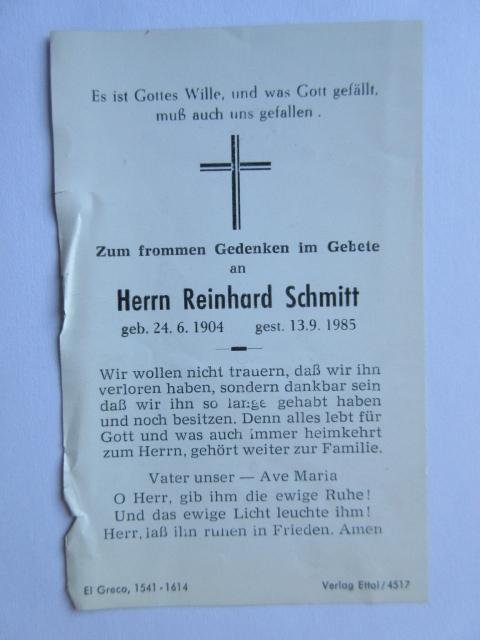 Es ist Gottes Wille, und was Gott gefällt,
muß auch uns gefallen .
Zum frommen Gedenken im Gebete
an
Herrn Reinhard Schmitt
geb. 24. 6. 1904 gest. 13.9. 1985
Wir wollen nicht trauern, daß wir ihn
verloren haben, sondern dankbar sein
daß wir ihn so lange gehabt haben
und noch besitzen. Denn alles lebt für
Gott und was auch immer heimkehrt
zum Herrn, gehört weiter zur Familie.
Vater unser — Ave Maria
O Herr, gib ihm die ewige Ruhe!
Und das ewige Licht leuchte ihm!
Herr, laß ihn ruhen in Frieden. Amen
El Greco, 1541-1614 Verlag Ettal/4517